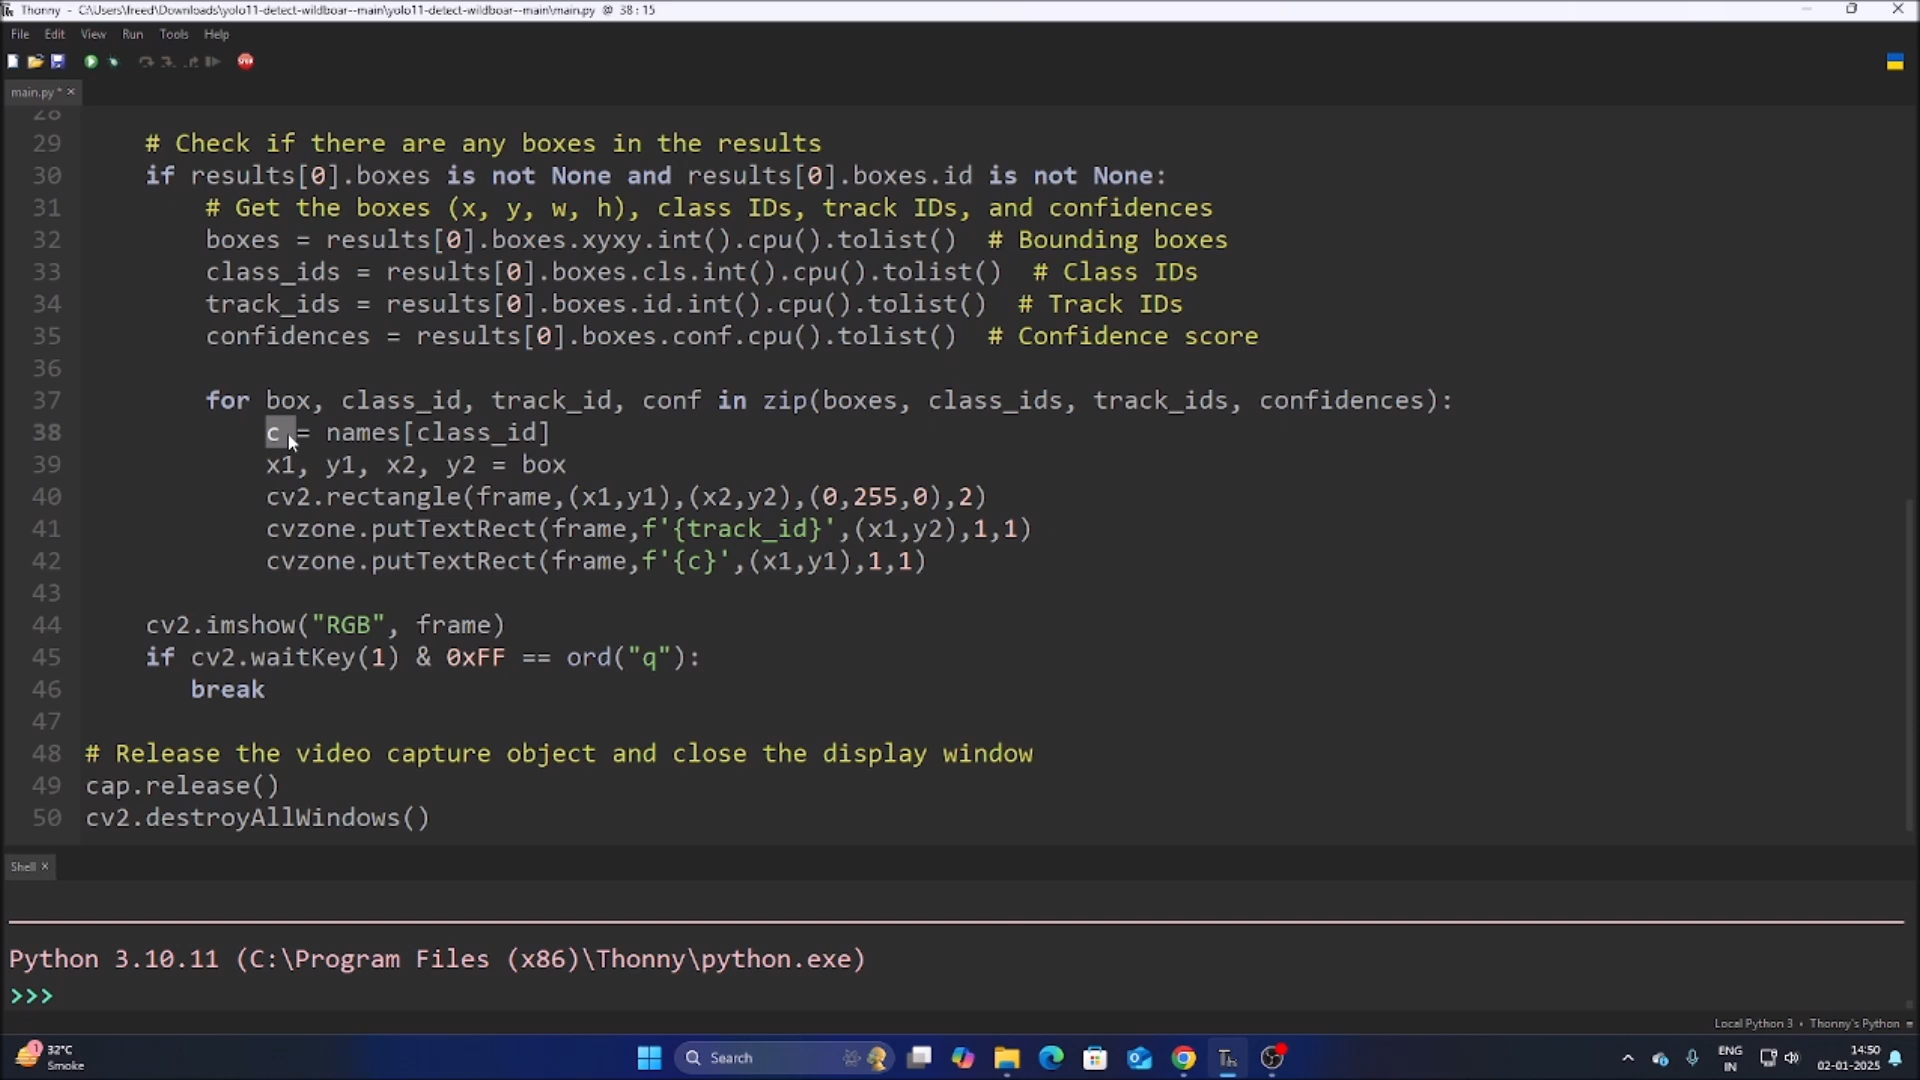 Thonny - C:\Users\freed\Downloads\yolo11-detect-wildboar--main\yolo11-detect-wildboar--main\main.py @ 38 : 15
File Edit View Run Tools Help
main.py * ×
28
29 # Check if there are any boxes in the results
30 if results[0].boxes is not None and results[0].boxes.id is not None:
31 # Get the boxes (x, y, w, h), class IDs, track IDs, and confidences
32 boxes = results[0].boxes.xyxy.int().cpu().tolist() # Bounding boxes
33 class_ids = results[0].boxes.cls.int().cpu().tolist() # Class IDs
34 track_ids = results[0].boxes.id.int().cpu().tolist() # Track IDs
35 confidences = results[0].boxes.conf.cpu().tolist() # Confidence score
36
37 for box, class_id, track_id, conf in zip(boxes, class_ids, track_ids, confidences):
38 c = names[class_id]
39 x1, y1, x2, y2 = box
40 cv2.rectangle(frame,(x1,y1),(x2,y2),(0,255,0),2)
41 cvzone.putTextRect(frame,f'{track_id}',(x1,y2),1,1)
42 cvzone.putTextRect(frame,f'{c}',(x1,y1),1,1)
43
44 cv2.imshow("RGB", frame)
45 if cv2.waitKey(1) & 0xFF == ord("q"):
46 break
47
48 # Release the video capture object and close the display window
49 cap.release()
50 cv2.destroyAllWindows()
Shell ×
Python 3.10.11 (C:\Program Files (x86)\Thonny\python.exe)
>>>
Local Python 3 • Thonny's Python
1 32°C
Smoke
Search
ENG
IN
14:50
02-01-2025